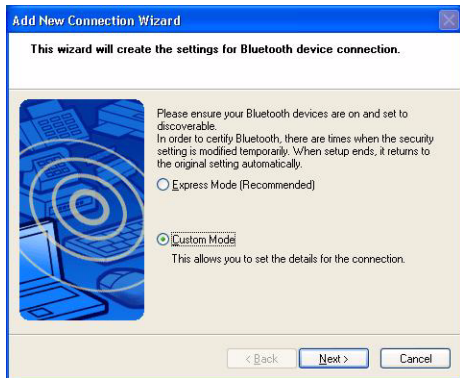 Add New Connection Wizard
This wizard will create the settings for Bluetooth device connection.
Please ensure your Bluetooth devices are on and set to
discoverable.
In order to certify Bluetooth, there are times when the security
setting is modified temporarily. When setup ends, it returns to
the original setting automatically.
Express Mode (Recommended)
Custom Mode
This allows you to set the details for the connection.
< Back Next > Cancel